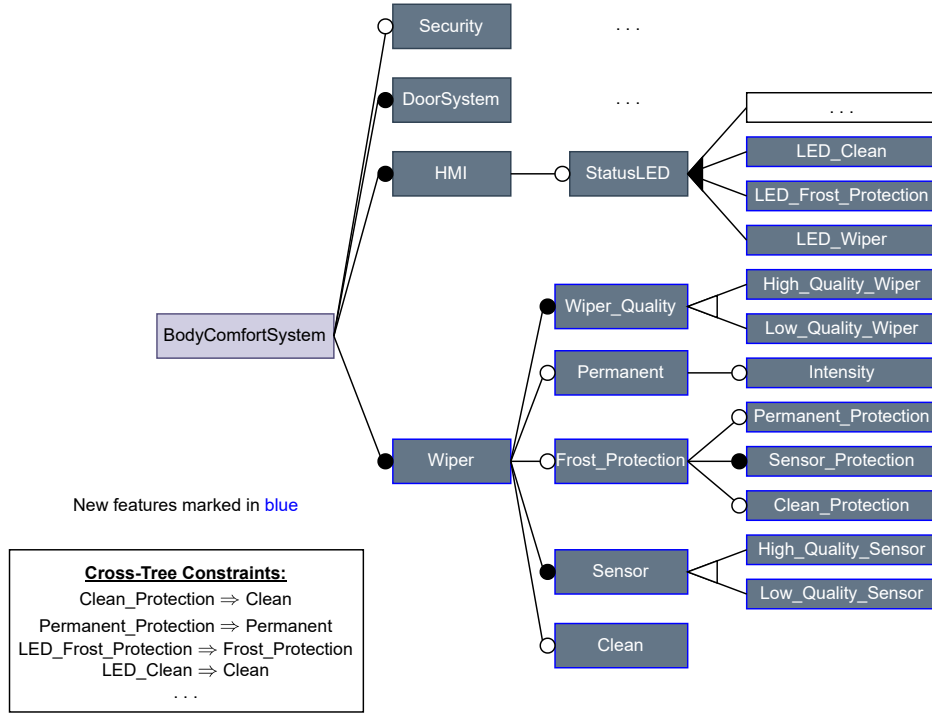 Security
. . .
DoorSystem
. . .
. . .
LED_Clean
HMI
StatusLED
LED_Frost_Protection
LED_Wiper
High_Quality_Wiper
Wiper_Quality
Low_Quality_Wiper
BodyComfortSystem
Permanent
Intensity
Permanent_Protection
Wiper
Frost_Protection
Sensor_Protection
Clean_Protection
New features marked in blue
High_Quality_Sensor
Sensor
Low_Quality_Sensor
Clean
Cross-Tree Constraints:
Clean_Protection ⇒ Clean
Permanent_Protection ⇒ Permanent
LED_Frost_Protection ⇒ Frost_Protection
LED_Clean ⇒ Clean
. . .